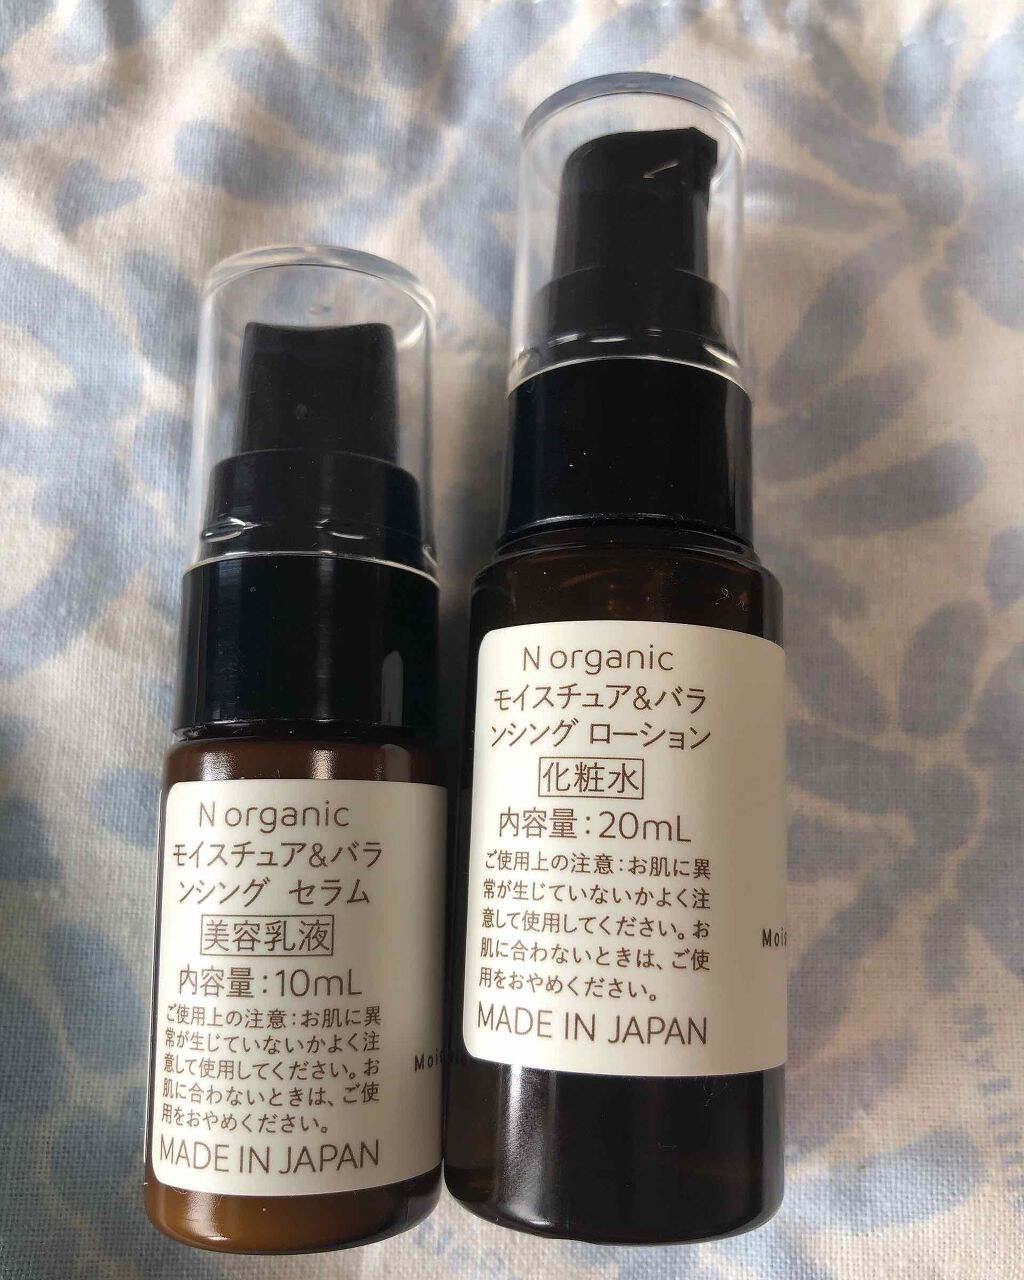 N organic
モイスチュア&バラ
ンシング セラム
美容乳液
内容量:10mL
ご使用上の注意:お肌に異
常が生じていないかよく注
意して使用してください。お
肌に合わないときは、ご使
用をおやめください。
MADE IN JAPAN
N organic
モイスチュア&バラ
ンシング ローション
化粧水
内容量:20mL
ご使用上の注意:お肌に異
常が生じていないかよく注
意して使用してください。お
肌に合わないときは、ご使
用をおやめください。
MADE IN JAPAN